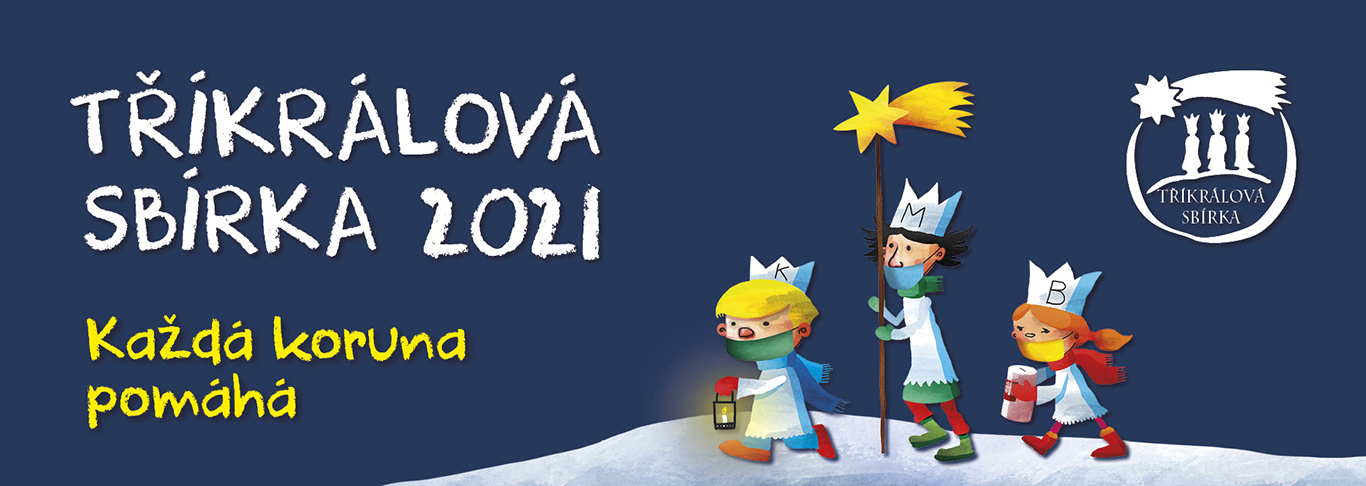 TŘÍKRÁLOVÁ
SBÍRKA 2021
Každá koruna
pomáhá
K
M
B
TŘÍKRÁLOVÁ
SBÍRKA